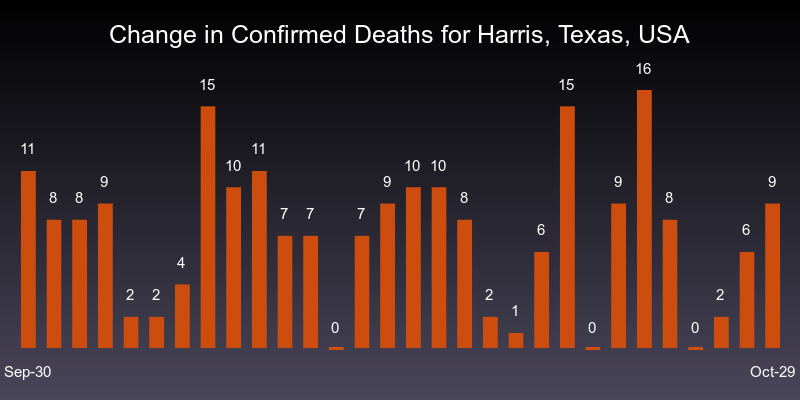 Change in Confirmed Deaths for Harris, Texas, USA
11 8 8 9 2 2 4 15 10 11 7 7 0 7 9 10 10 8 2 1 6 15 0 9 16 8 0 2 6 9
Sep-30 Oct-29